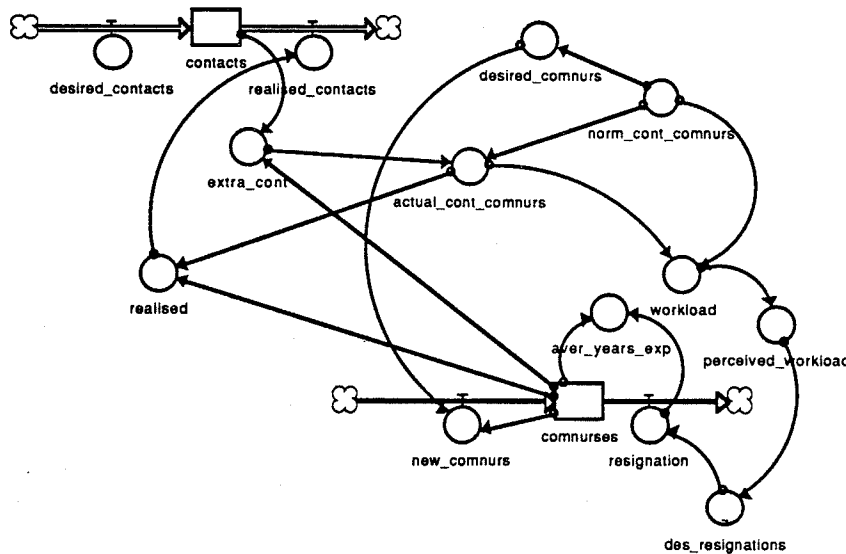 contacts
desired_contacts
realised_contacts
desired_comnurs
norm_cont_comnurs
extra_cont
actual_cont_comnurs
realised
workload
aver_years_exp
perceived_workload
comnurses
new_comnurs
resignation
des_resignations